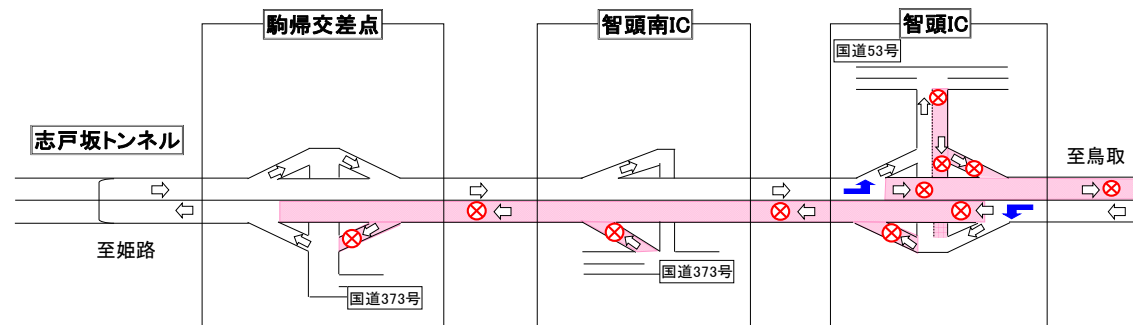 駒帰交差点
智頭南IC
智頭IC
国道53号
志戸坂トンネル
至鳥取
至姫路
国道373号
国道373号